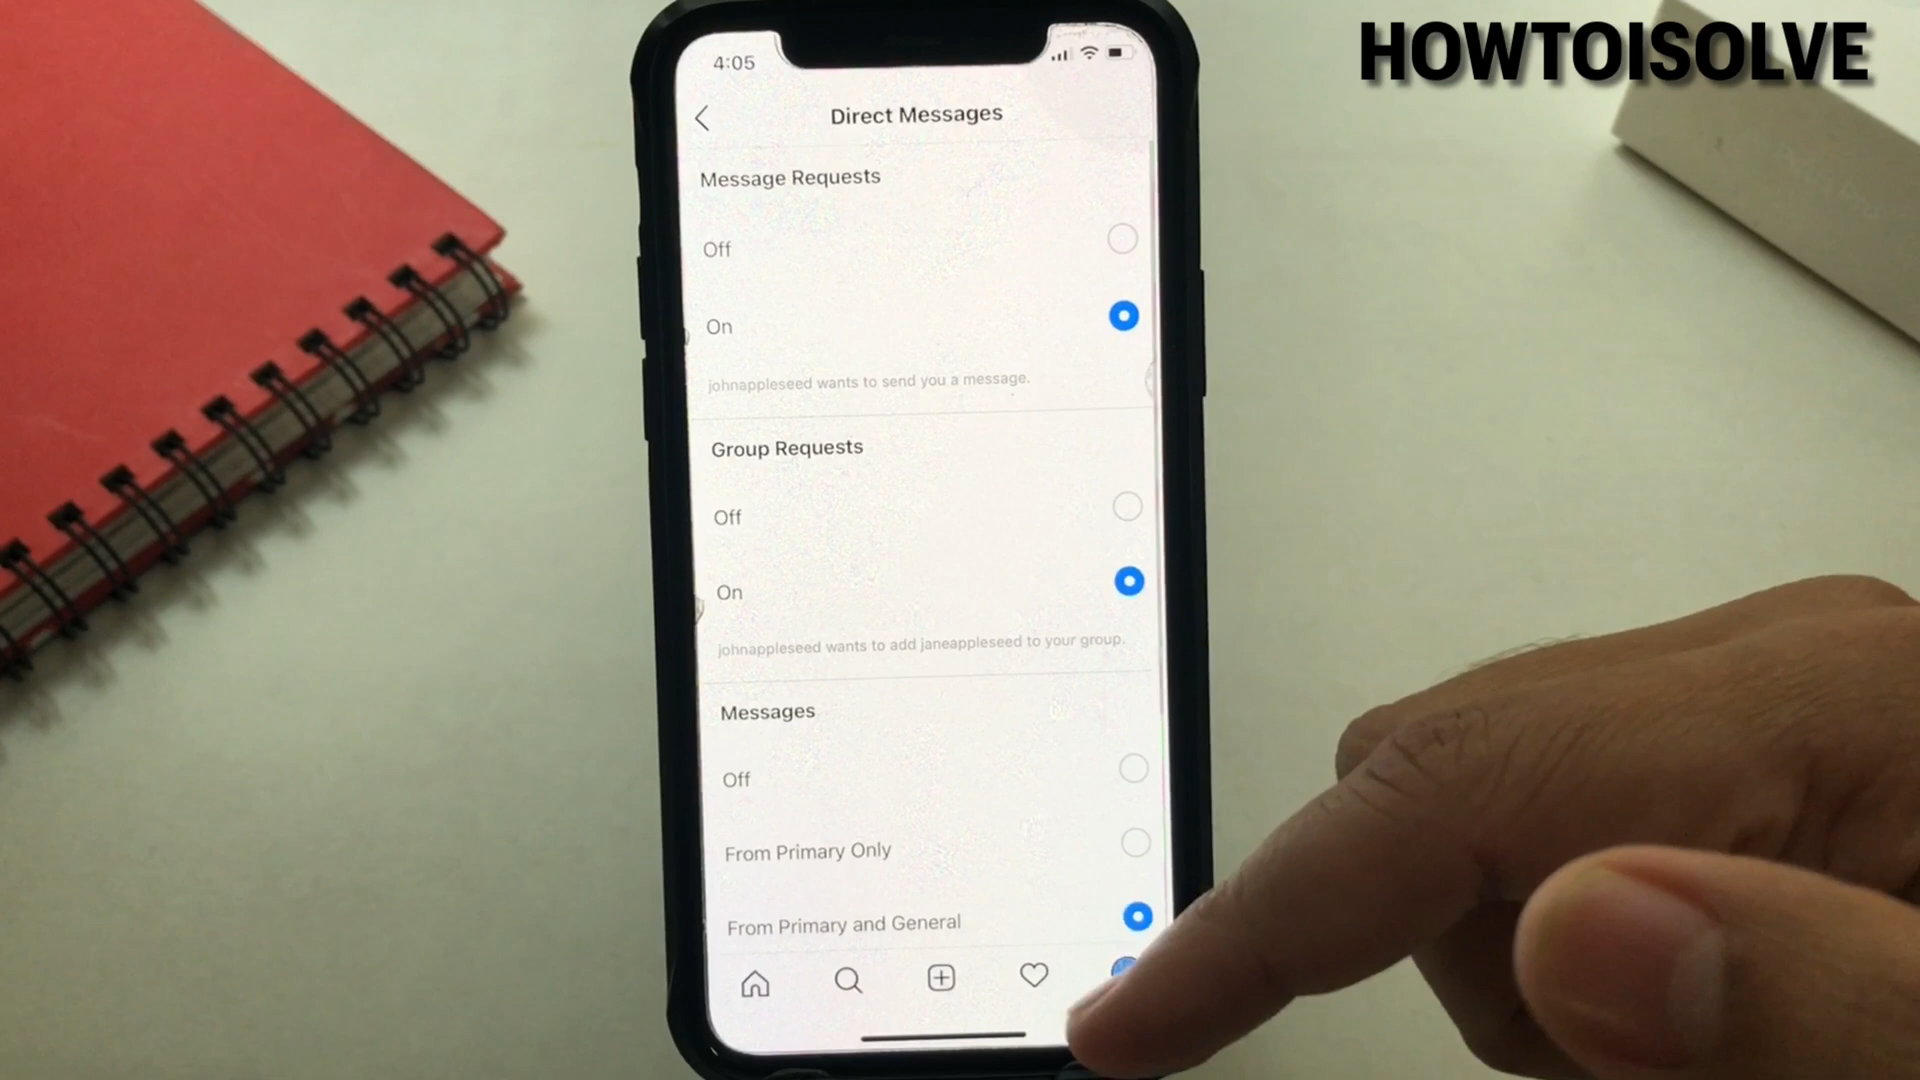 HOWTOISOLVE
4:05
Direct Messages
Message Requests
Off
On
johnappleseed wants to send you a message.
Group Requests
Off
On
johnappleseed wants to add janeappleseed to your group.
Messages
Off
From Primary Only
From Primary and General